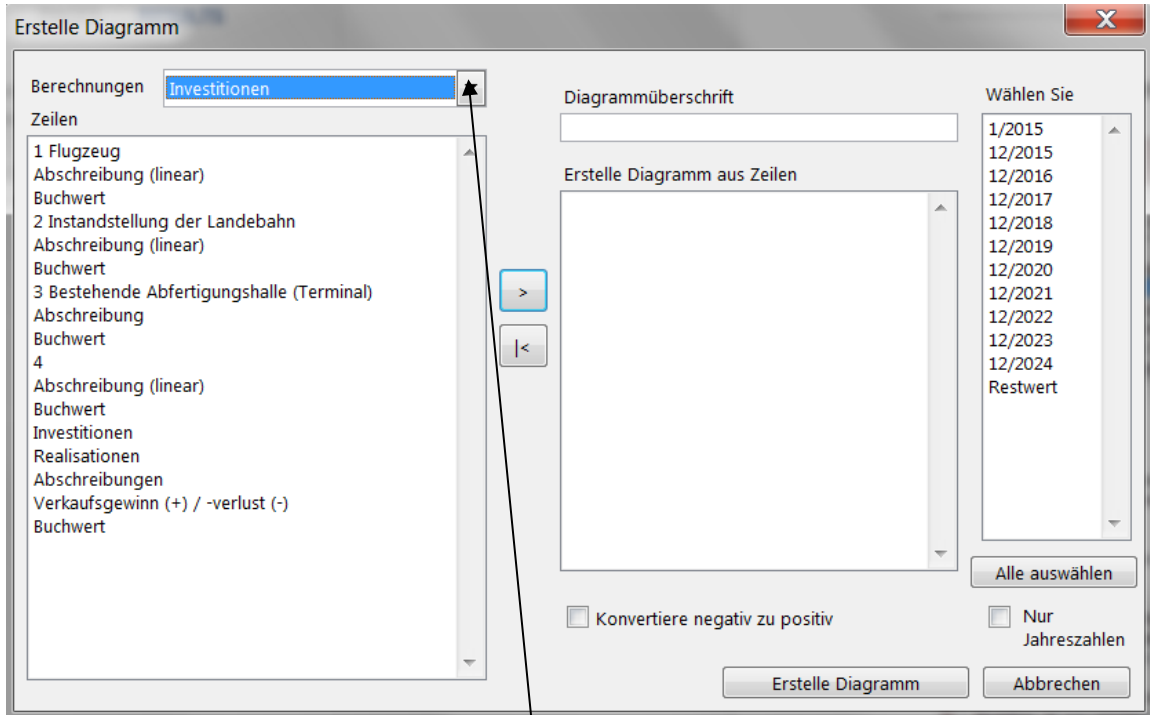 Erstelle Diagramm
X
Berechnungen
Investitionen
Zeilen
1 Flugzeug
Abschreibung (linear)
Buchwert
2 Instandstellung der Landebahn
Abschreibung (linear)
Buchwert
3 Bestehende Abfertigungshalle (Terminal)
Abschreibung
Buchwert
4
Abschreibung (linear)
Buchwert
Investitionen
Realisationen
Abschreibungen
Verkaufsgewinn (+) / -verlust (-)
Buchwert
>
|<
Diagrammüberschrift
Erstelle Diagramm aus Zeilen
Konvertiere negativ zu positiv
Wählen Sie
1/2015
12/2015
12/2016
12/2017
12/2018
12/2019
12/2020
12/2021
12/2022
12/2023
12/2024
Restwert
Alle auswählen
Nur
Jahreszahlen
Erstelle Diagramm
Abbrechen